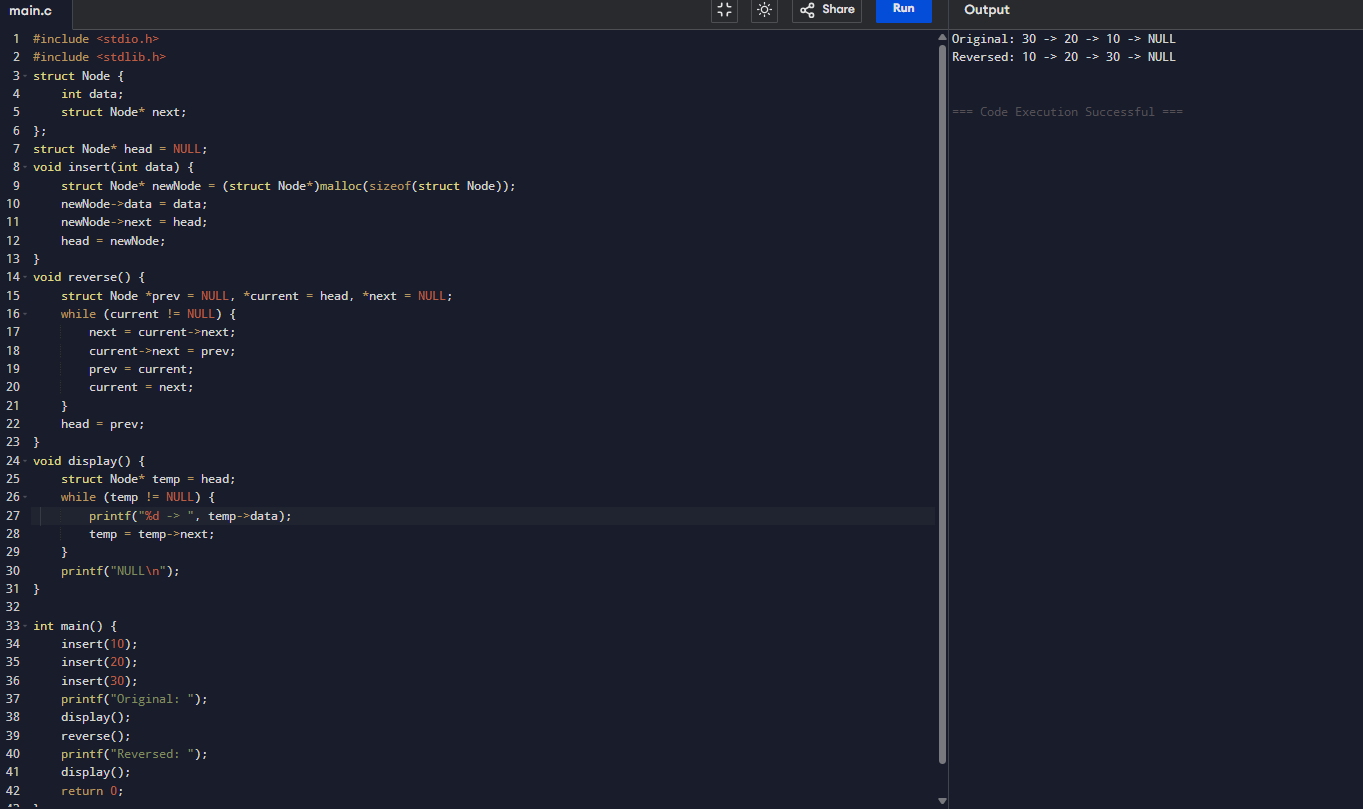 main.c
Share
Run
Output
1 #include <stdio.h>
2 #include <stdlib.h>
3 struct Node {
4     int data;
5     struct Node* next;
6 };
7 struct Node* head = NULL;
8 void insert(int data) {
9     struct Node* newNode = (struct Node*)malloc(sizeof(struct Node));
10     newNode->data = data;
11     newNode->next = head;
12     head = newNode;
13 }
14 void reverse() {
15     struct Node *prev = NULL, *current = head, *next = NULL;
16     while (current != NULL) {
17         next = current->next;
18         current->next = prev;
19         prev = current;
20         current = next;
21     }
22     head = prev;
23 }
24 void display() {
25     struct Node* temp = head;
26     while (temp != NULL) {
27         printf("%d -> ", temp->data);
28         temp = temp->next;
29     }
30     printf("NULL\n");
31 }
32
33 int main() {
34     insert(10);
35     insert(20);
36     insert(30);
37     printf("Original: ");
38     display();
39     reverse();
40     printf("Reversed: ");
41     display();
42     return 0;
Original: 30 -> 20 -> 10 -> NULL
Reversed: 10 -> 20 -> 30 -> NULL
=== Code Execution Successful ===